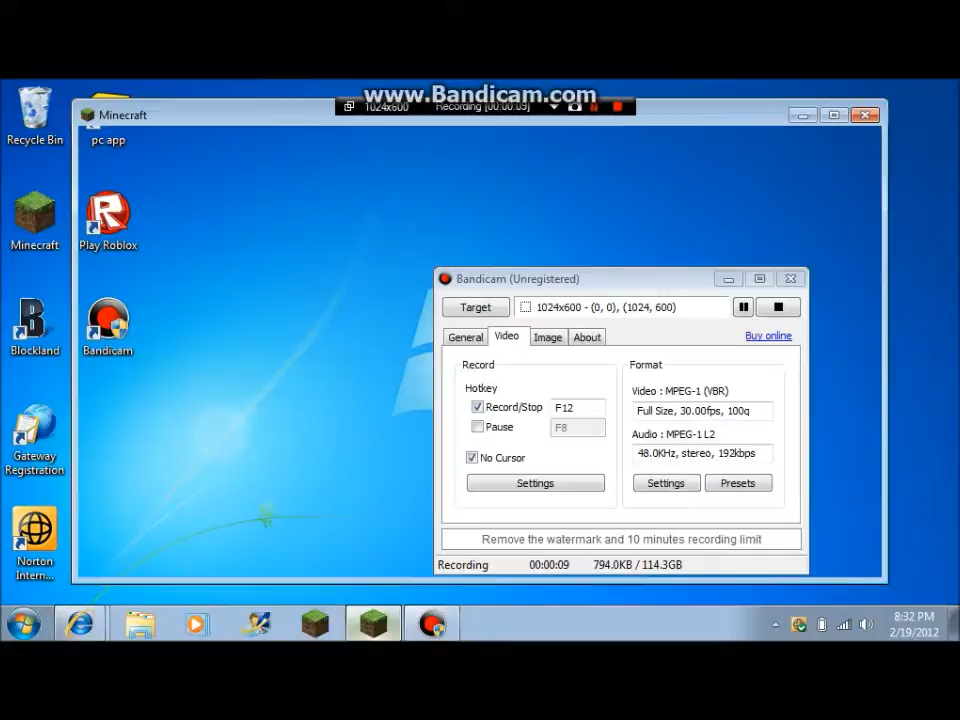 www.Bandicam.com
1024x600 Recording [00:00:09]
Minecraft
Recycle Bin
pc app
Minecraft
Play Roblox
Blockland
Bandicam
Gateway
Registration
Norton
Intern...
Bandicam (Unregistered)
Target
1024x600 - (0, 0), (1024, 600)
General
Video
Image
About
Buy online
Record
Hotkey
Record/Stop F12
Pause F8
No Cursor
Settings
Format
Video : MPEG-1 (VBR)
Full Size, 30.00fps, 100q
Audio : MPEG-1 L2
48.0KHz, stereo, 192kbps
Settings
Presets
Remove the watermark and 10 minutes recording limit
Recording 00:00:09 794.0KB / 114.3GB
8:32 PM
2/19/2012